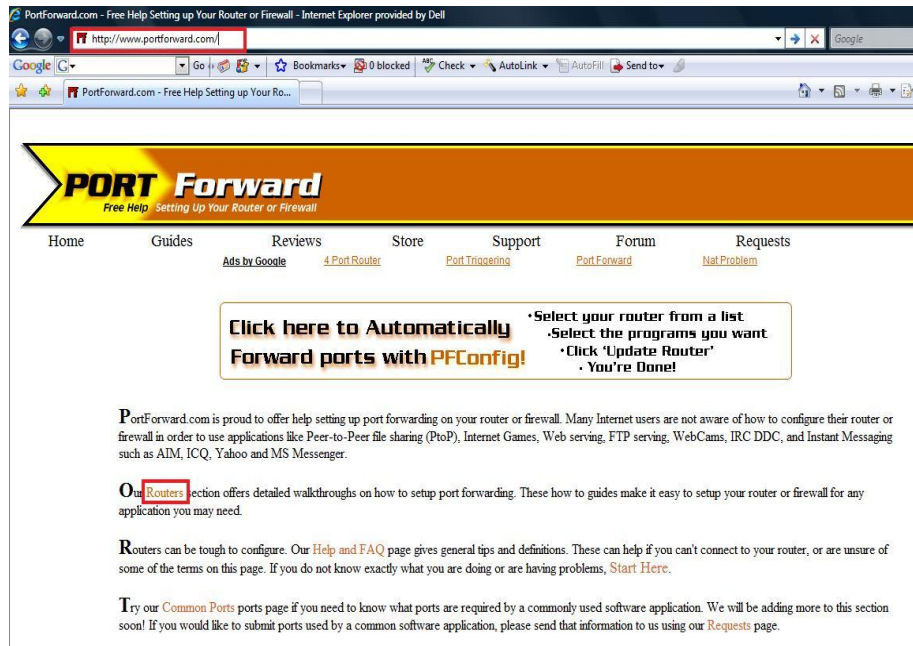 PortForward.com - Free Help Setting up Your Router or Firewall - Internet Explorer provided by Dell
http://www.portforward.com/
Google
Google G Go Bookmarks 0 blocked ABC Check AutoLink AutoFill Send to
PortForward.com - Free Help Setting up Your Ro...
PORT Forward
Free Help Setting Up Your Router or Firewall
Home Guides Reviews Store Support Forum Requests
Ads by Google 4 Port Router Port Triggering Port Forward Nat Problem
Click here to Automatically
Forward ports with PFConfig!
·Select your router from a list
·Select the programs you want
·Click 'Update Router'
· You're Done!
PortForward.com is proud to offer help setting up port forwarding on your router or firewall. Many Internet users are not aware of how to configure their router or
firewall in order to use applications like Peer-to-Peer file sharing (PtoP), Internet Games, Web serving, FTP serving, WebCams, IRC DDC, and Instant Messaging
such as AIM, ICQ, Yahoo and MS Messenger.
Our Routers section offers detailed walkthroughs on how to setup port forwarding. These how to guides make it easy to setup your router or firewall for any
application you may need.
Routers can be tough to configure. Our Help and FAQ page gives general tips and definitions. These can help if you can't connect to your router, or are unsure of
some of the terms on this page. If you do not know exactly what you are doing or are having problems, Start Here.
Try our Common Ports ports page if you need to know what ports are required by a commonly used software application. We will be adding more to this section
soon! If you would like to submit ports used by a common software application, please send that information to us using our Requests page.